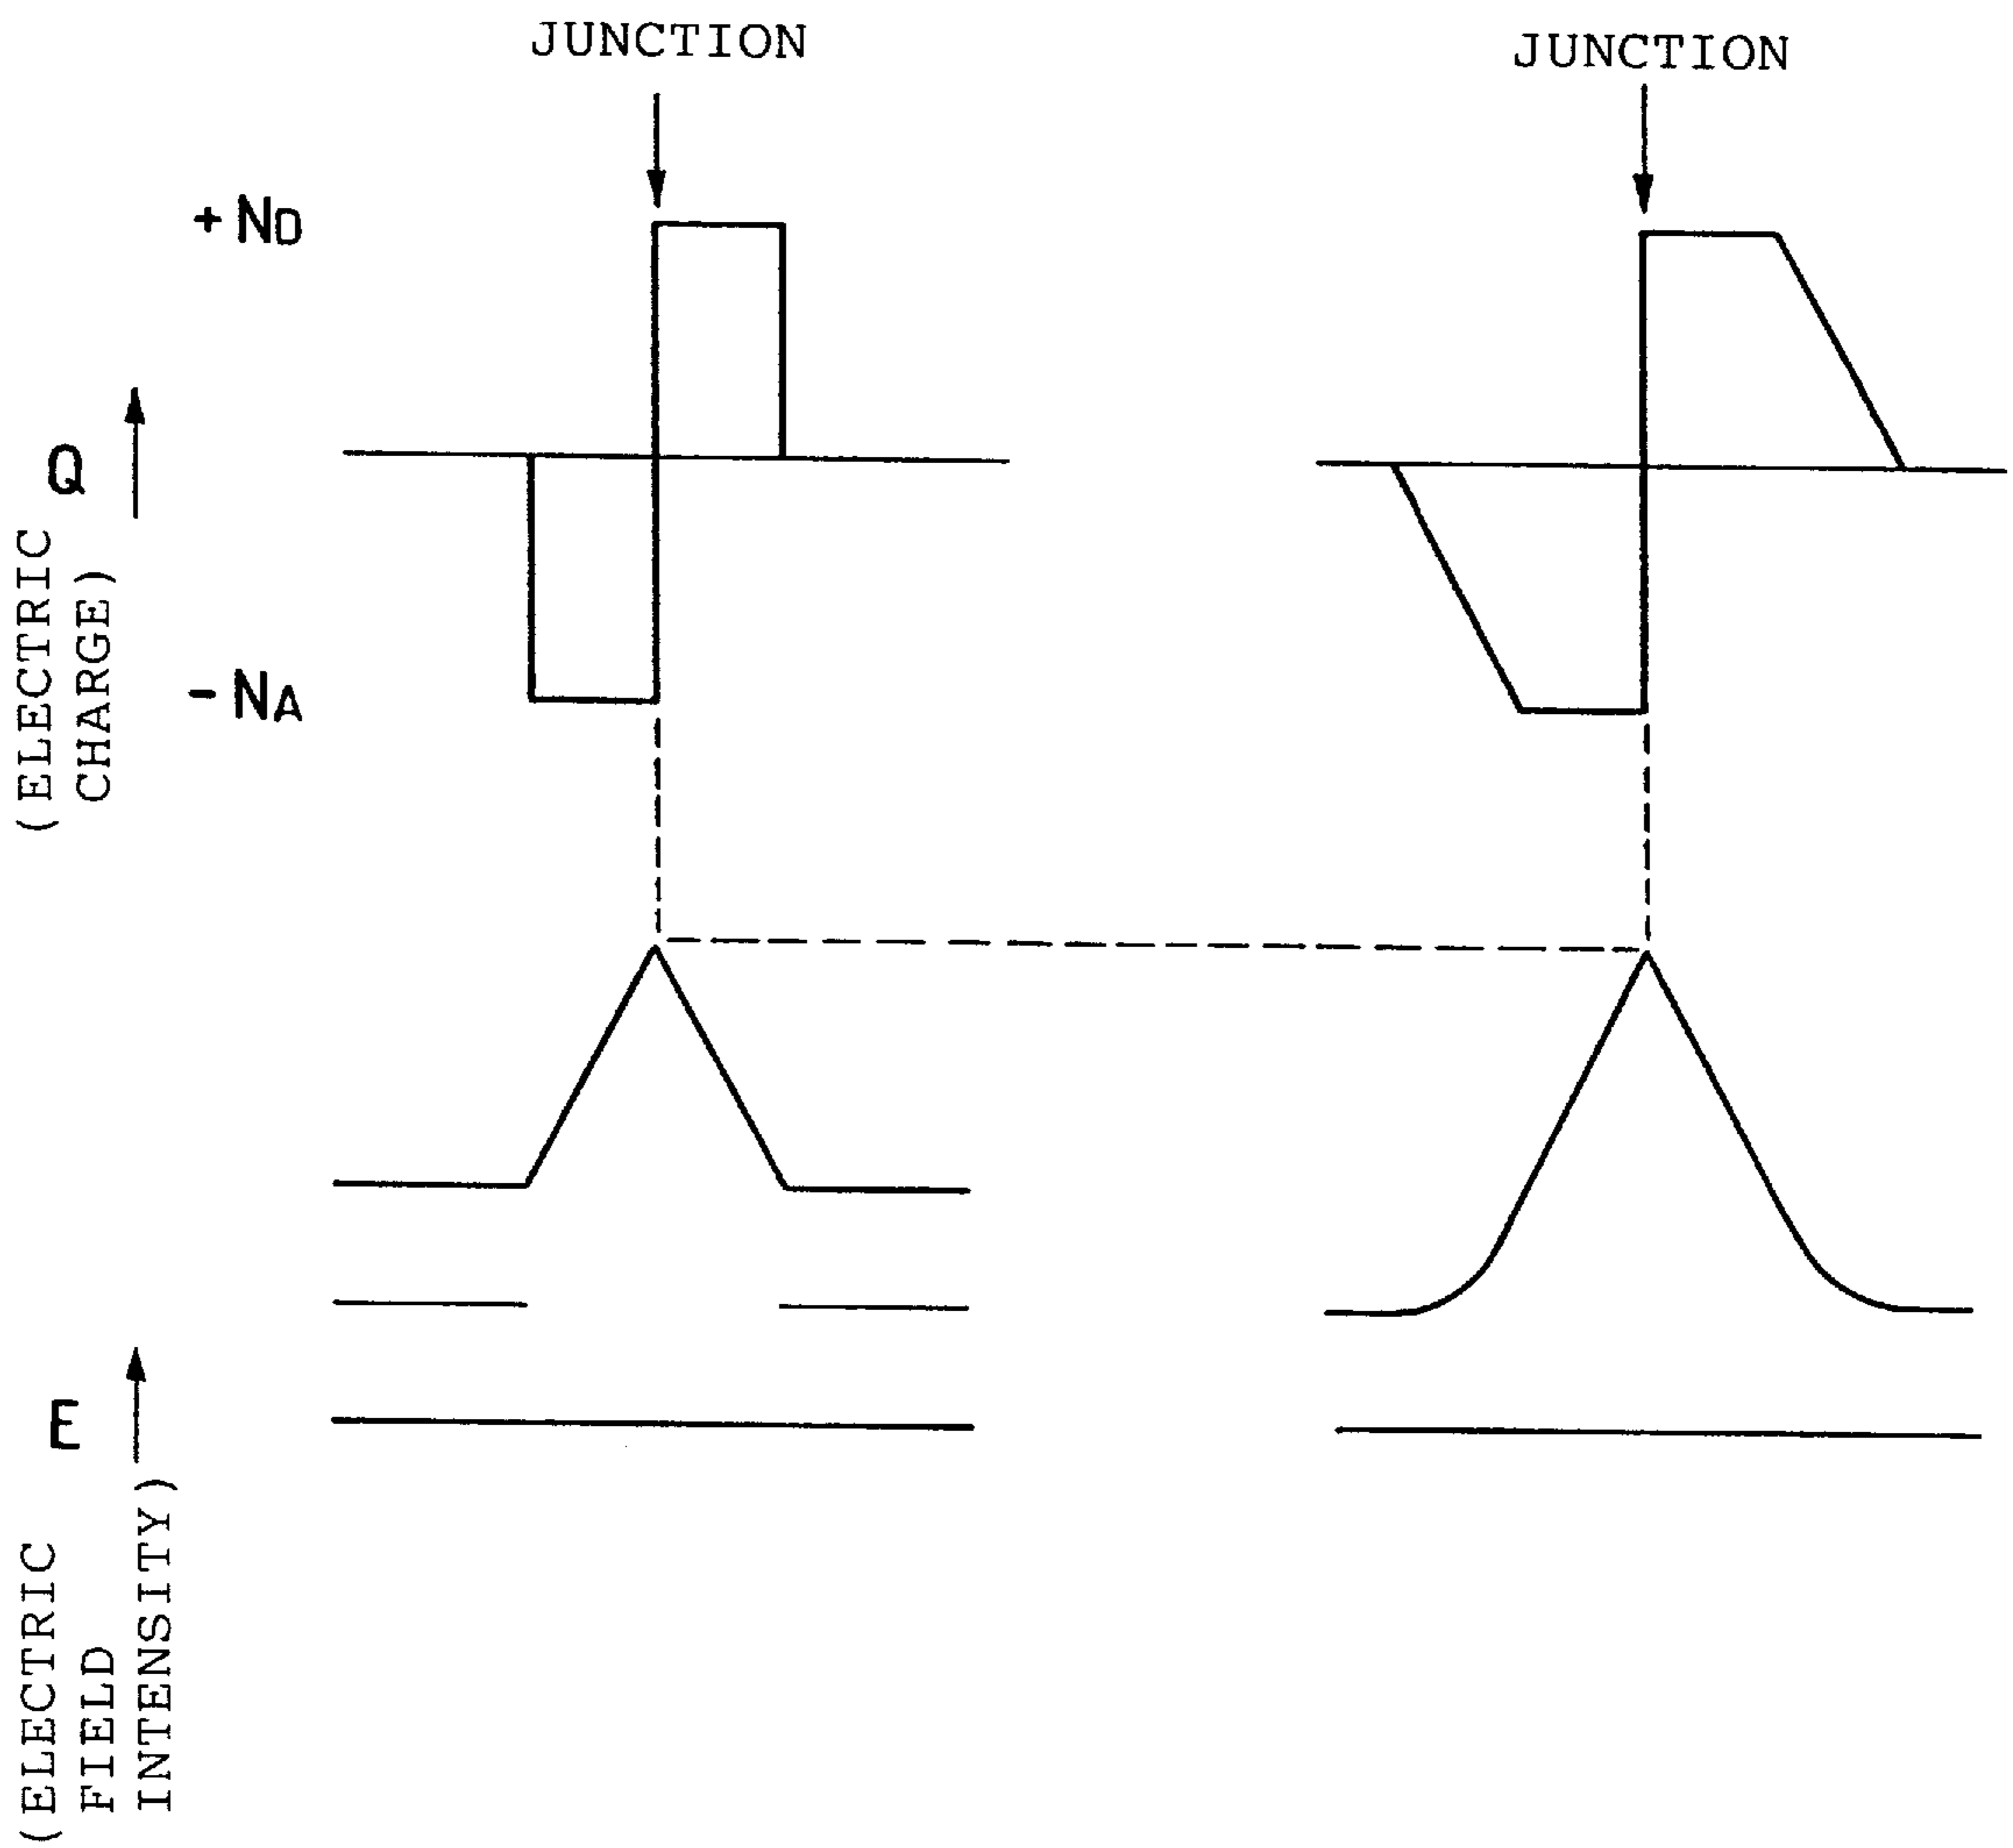 JUNCTION
JUNCTION
+ ND
Q
(ELECTRIC
CHARGE)
- NA
E
(ELECTRIC
FIELD
INTENSITY)